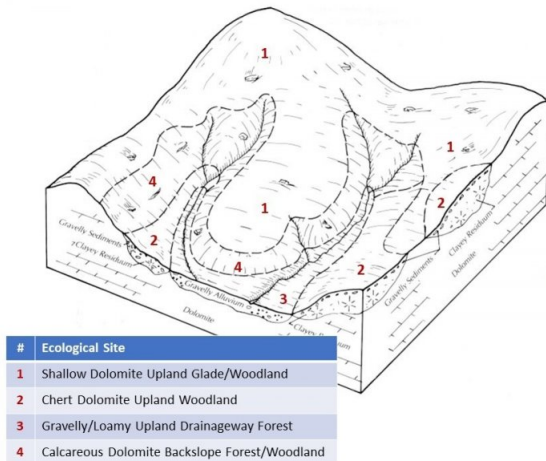 1
1
4
1
2
2
4
2
3
Gravelly Sediments
?Clayey Residuum
Dolomite
Gravelly Alluvium
Gravelly Sediments
Clayey Residuum
Dolomite
# Ecological Site
1 Shallow Dolomite Upland Glade/Woodland
2 Chert Dolomite Upland Woodland
3 Gravelly/Loamy Upland Drainageway Forest
4 Calcareous Dolomite Backslope Forest/Woodland